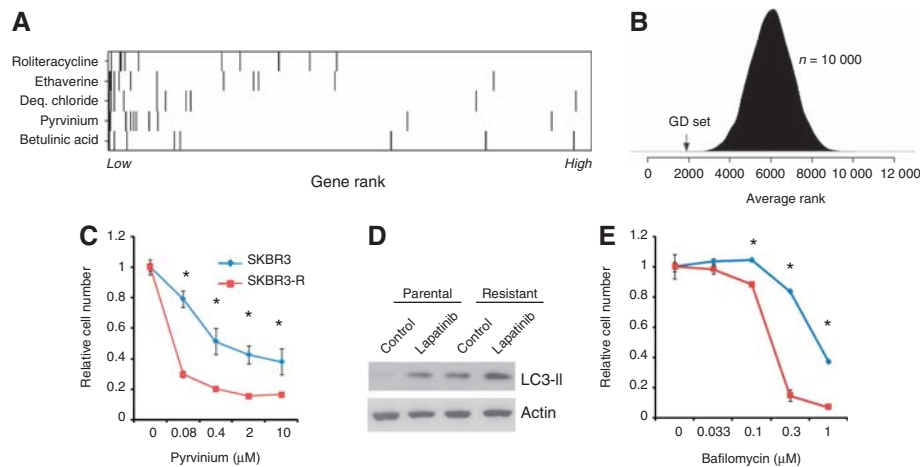 A
Roliteracycline
Ethaverine
Deq. chloride
Pyrvinium
Betulinic acid
Low
High
Gene rank
B
n = 10 000
GD set
0 2000 4000 6000 8000 10 000 12 000
Average rank
C
Relative cell number
1.2
1
0.8
0.6
0.4
0.2
0
SKBR3
SKBR3-R
* * * *
0 0.08 0.4 2 10
Pyrvinium (μM)
D
Parental Resistant
Control Lapatinib Control Lapatinib
LC3-II
Actin
E
Relative cell number
1.2
1
0.8
0.6
0.4
0.2
0
* * *
0 0.033 0.1 0.3 1
Bafilomycin (μM)